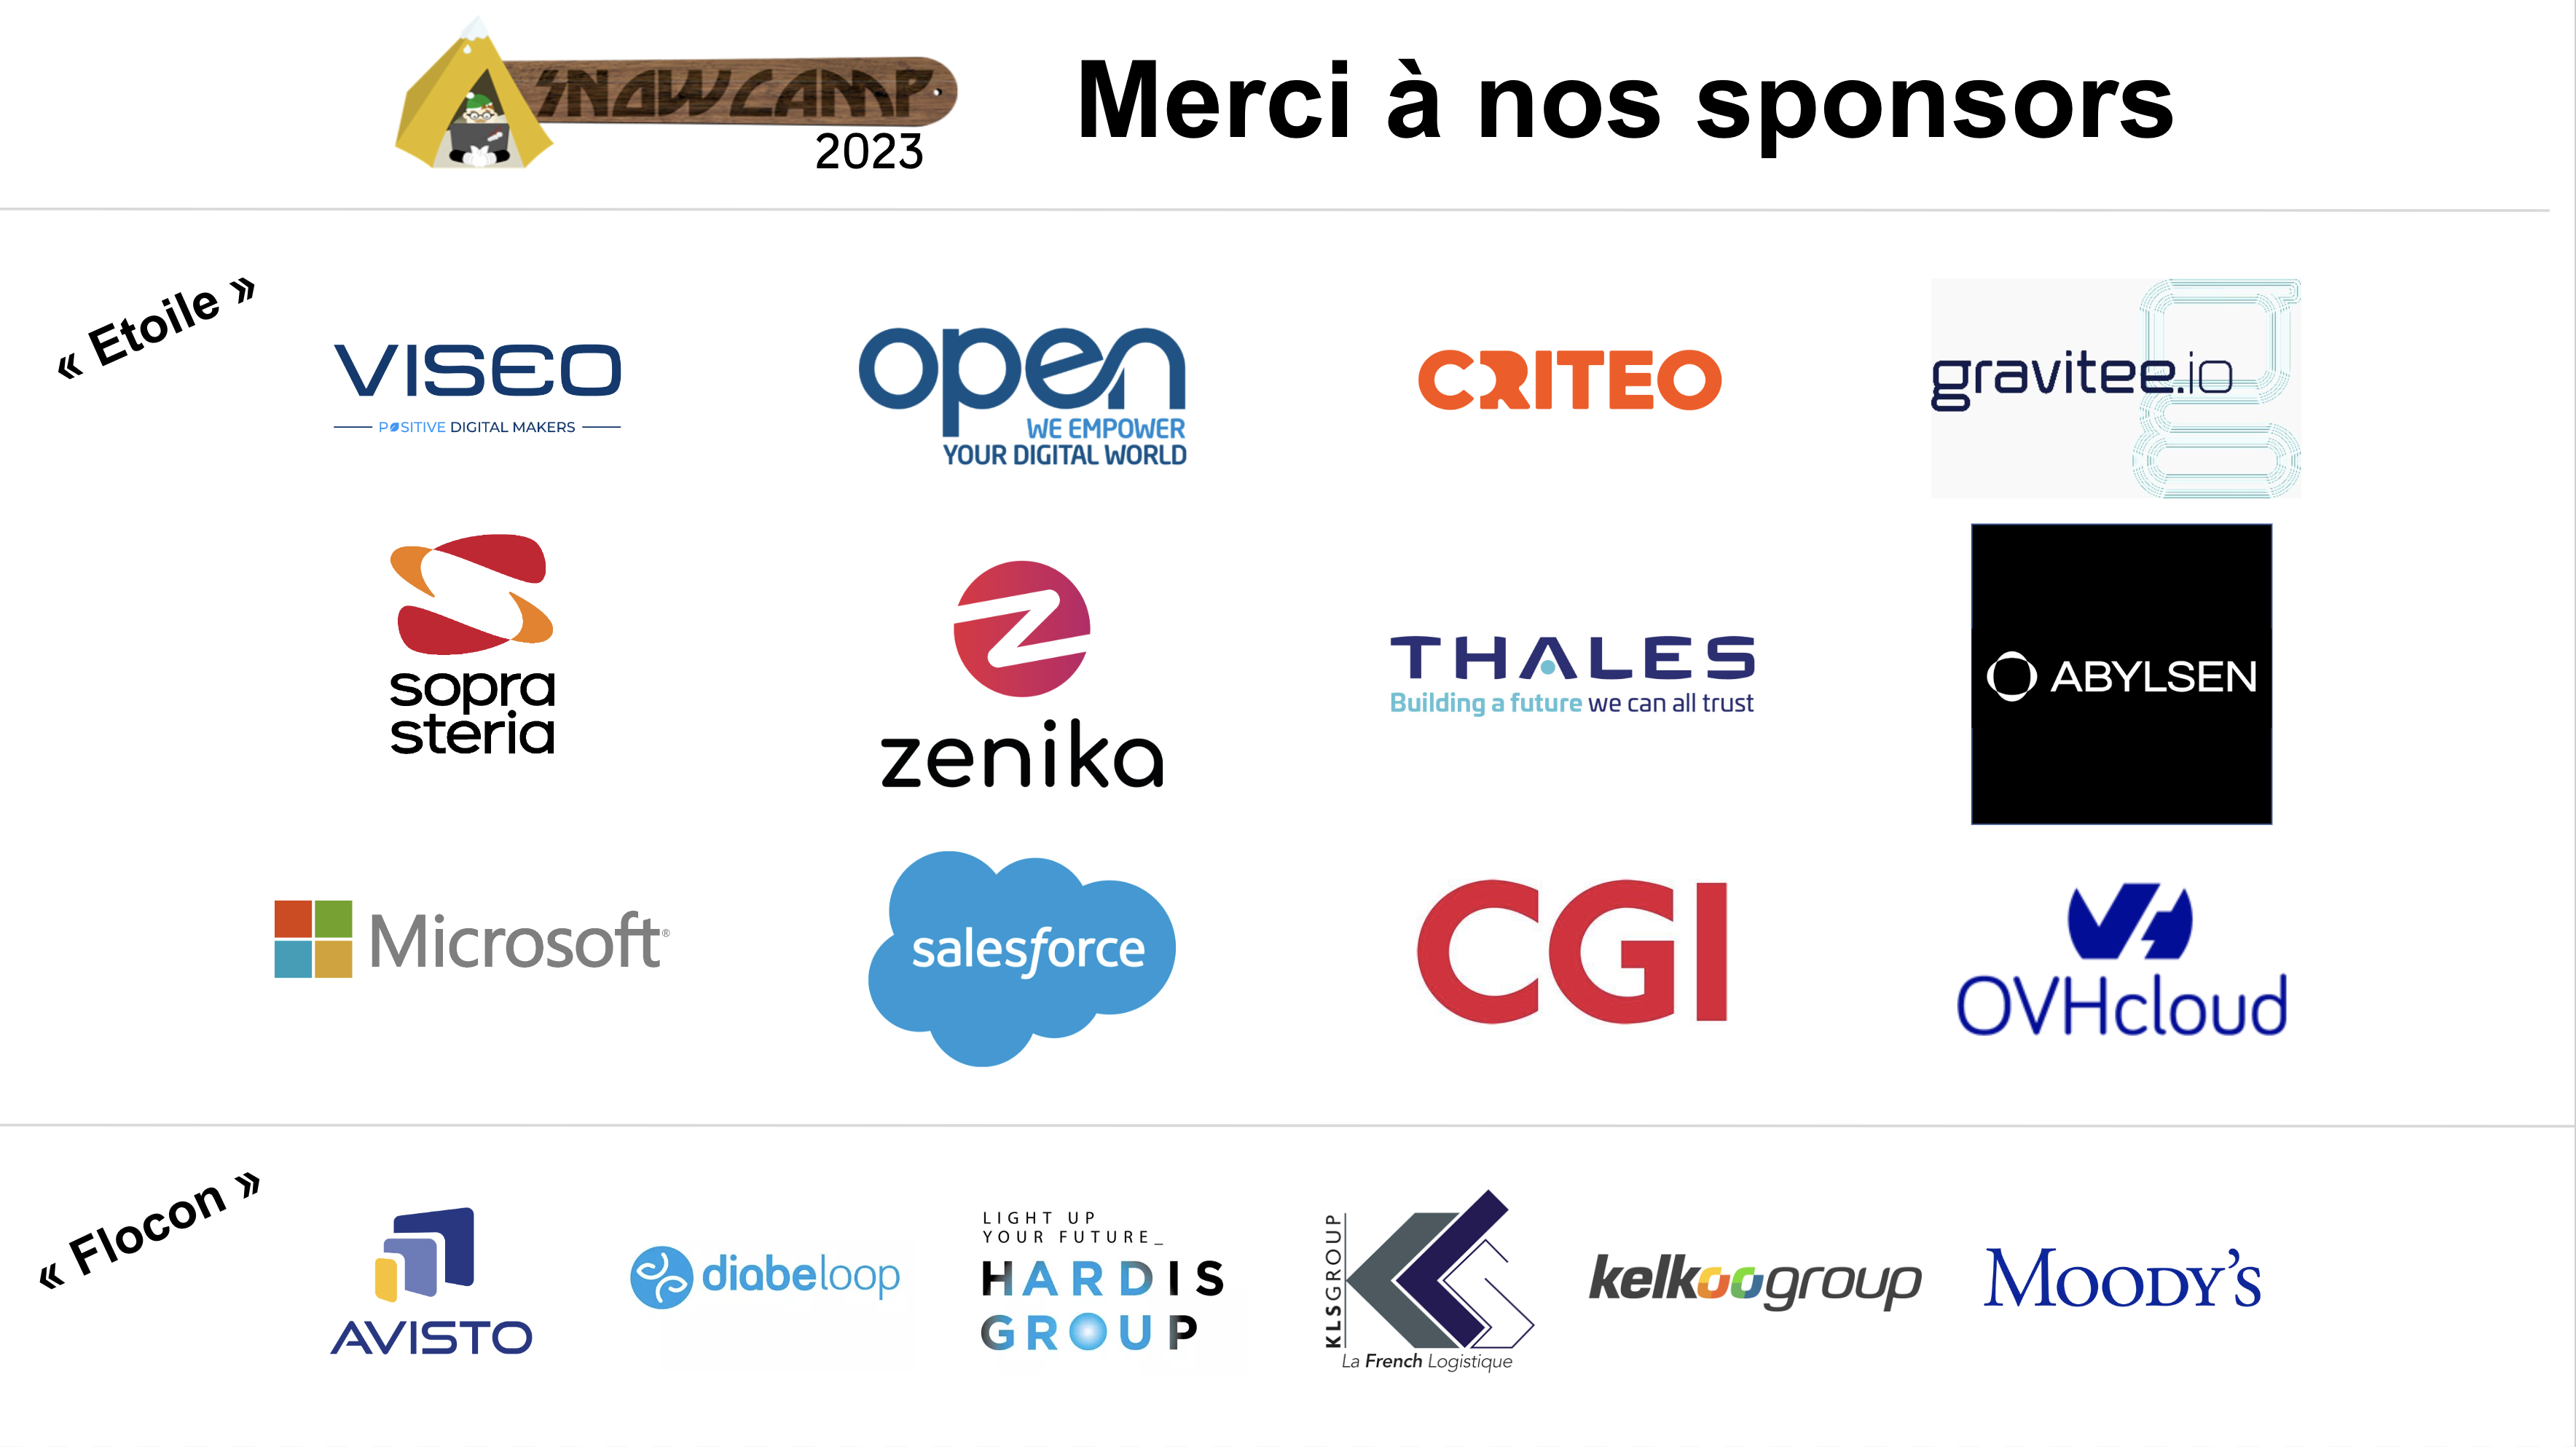 SNOWCAMP
2023
Merci à nos sponsors
« Etoile »
VISEO
POSITIVE DIGITAL MAKERS
open
WE EMPOWER
YOUR DIGITAL WORLD
CRITEO
gravitee.io
g
sopra
steria
zenika
THALES
Building a future we can all trust
ABYLSEN
Microsoft®
salesforce
CGI
OVHcloud
« Flocon »
AVISTO
diabeloop
LIGHT UP
YOUR FUTURE_
HARDIS
GROUP
KLSGROUP
La French Logistique
kelkoogroup
MOODY'S